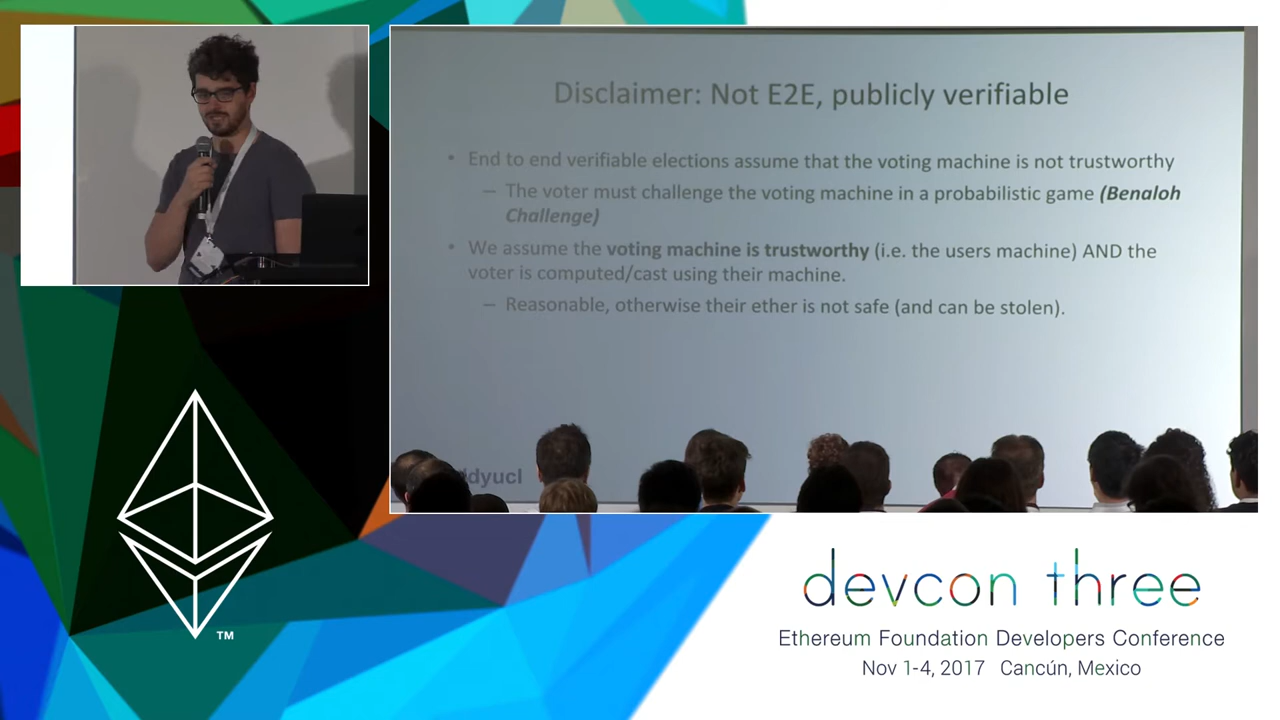 Disclaimer: Not E2E, publicly verifiable
• End to end verifiable elections assume that the voting machine is not trustworthy
– The voter must challenge the voting machine in a probabilistic game (Benaloh
Challenge)
• We assume the voting machine is trustworthy (i.e. the users machine) AND the
voter is computed/cast using their machine.
– Reasonable, otherwise their ether is not safe (and can be stolen).
dyucl
TM
devcon three
Ethereum Foundation Developers Conference
Nov 1-4, 2017 Cancún, Mexico